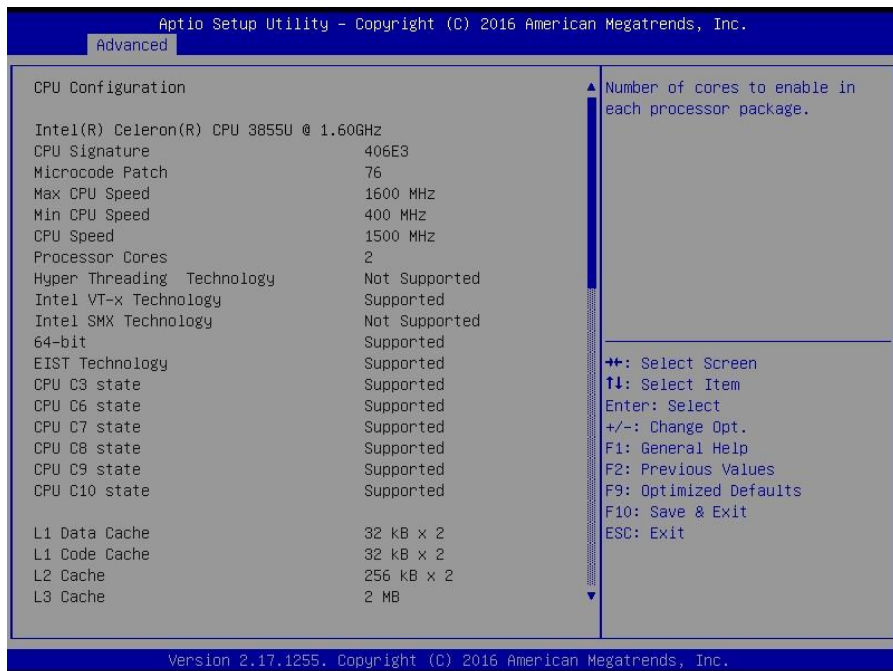 Aptio Setup Utility – Copyright (C) 2016 American Megatrends, Inc.
Advanced
CPU Configuration
Intel(R) Celeron(R) CPU 3855U @ 1.60GHz
CPU Signature 406E3
Microcode Patch 76
Max CPU Speed 1600 MHz
Min CPU Speed 400 MHz
CPU Speed 1500 MHz
Processor Cores 2
Hyper Threading Technology Not Supported
Intel VT-x Technology Supported
Intel SMX Technology Not Supported
64-bit Supported
EIST Technology Supported
CPU C3 state Supported
CPU C6 state Supported
CPU C7 state Supported
CPU C8 state Supported
CPU C9 state Supported
CPU C10 state Supported
L1 Data Cache 32 kB x 2
L1 Code Cache 32 kB x 2
L2 Cache 256 kB x 2
L3 Cache 2 MB
Number of cores to enable in
each processor package.
→←: Select Screen
↑↓: Select Item
Enter: Select
+/-: Change Opt.
F1: General Help
F2: Previous Values
F9: Optimized Defaults
F10: Save & Exit
ESC: Exit
Version 2.17.1255. Copyright (C) 2016 American Megatrends, Inc.